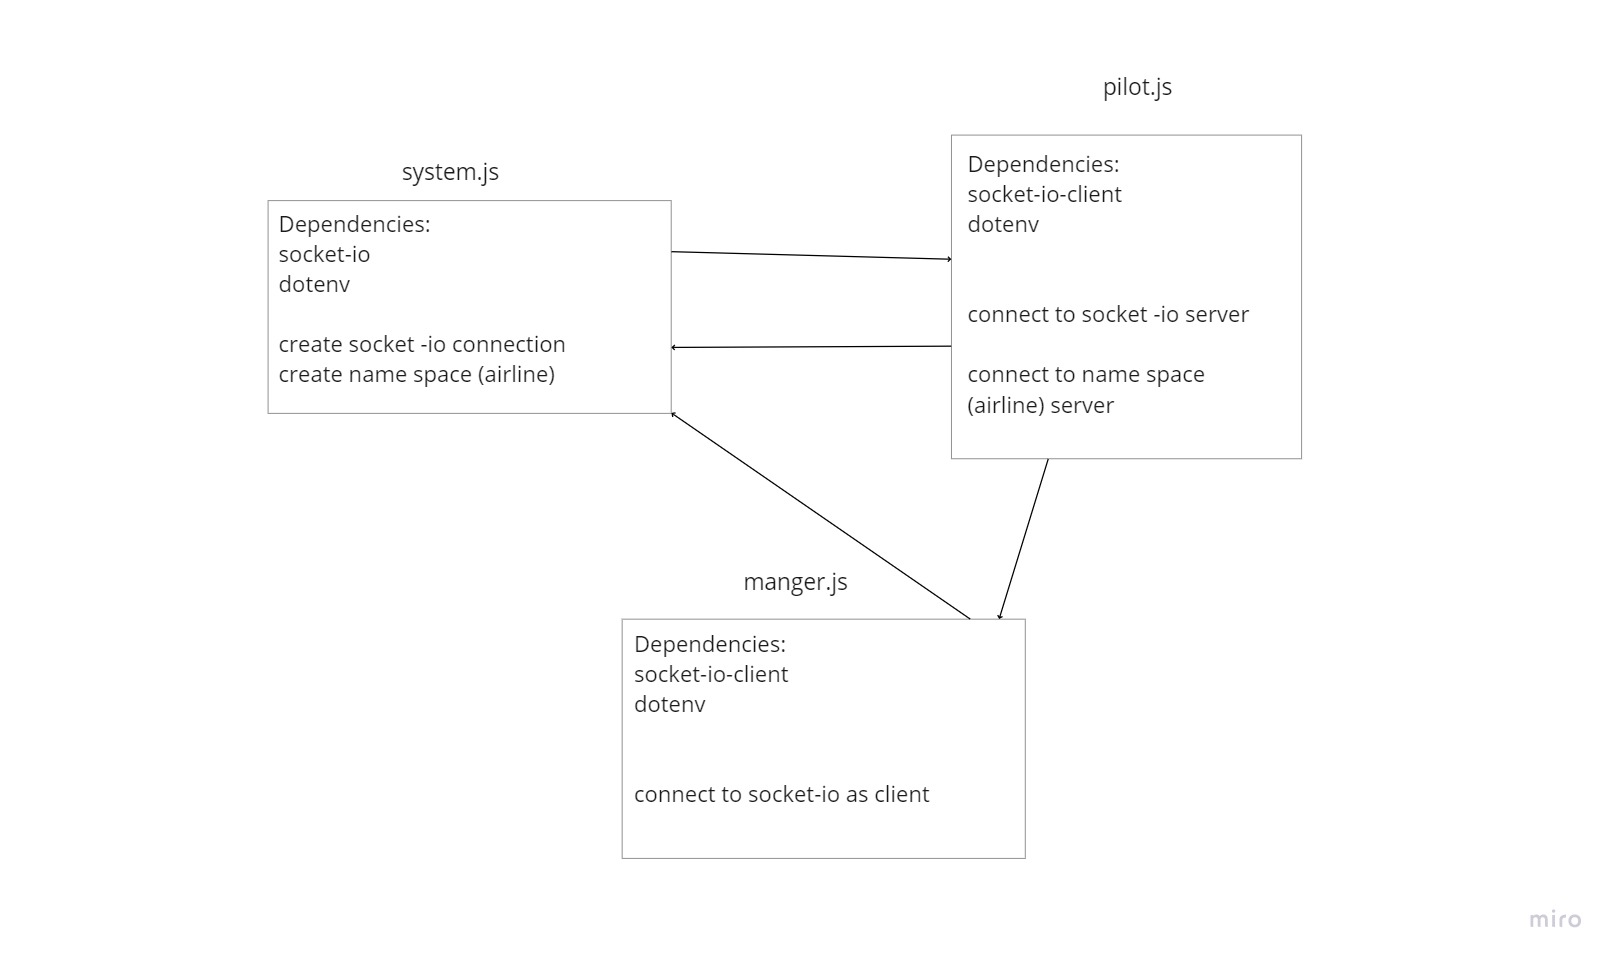 system.js
Dependencies:
socket-io
dotenv
create socket -io connection
create name space (airline)
pilot.js
Dependencies:
socket-io-client
dotenv
connect to socket -io server
connect to name space
(airline) server
manger.js
Dependencies:
socket-io-client
dotenv
connect to socket-io as client
miro